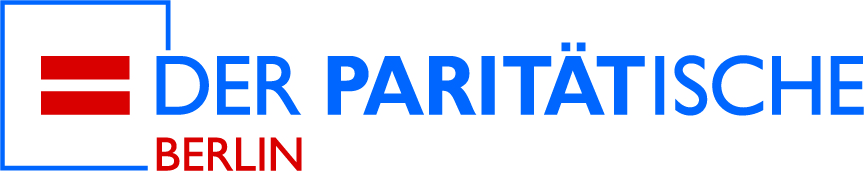 DER PARITÄTISCHE
BERLIN